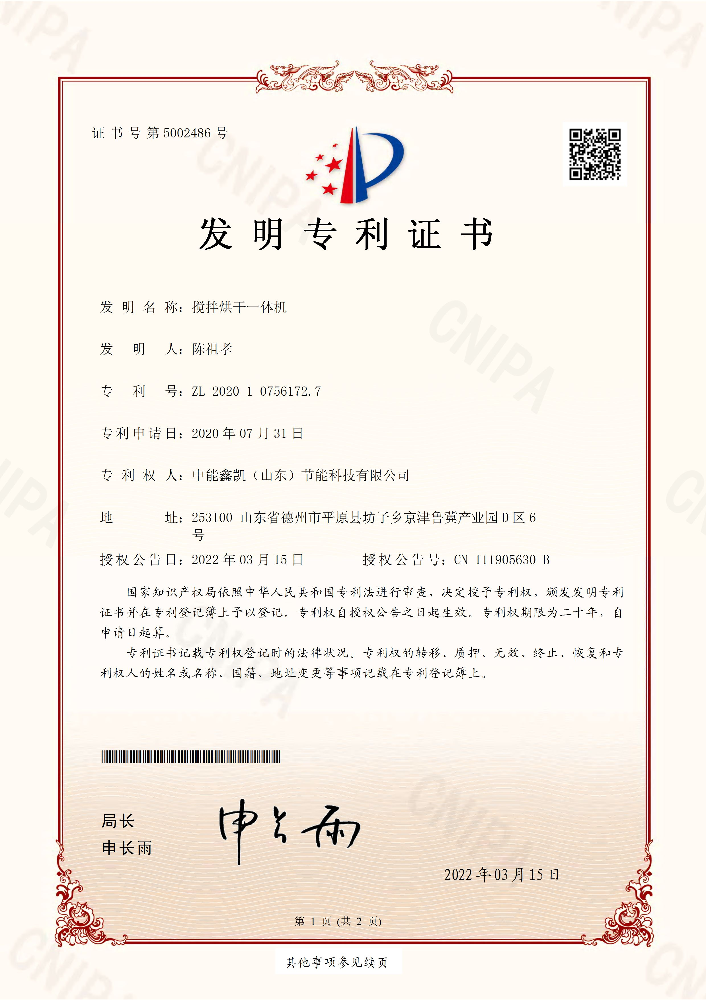 证书号第5002486号
发明专利证书
发明名称：搅拌烘干一体机
发明人：陈祖孝
专利号：ZL 2020 1 0756172.7
专利申请日：2020年07月31日
专利权人：中能鑫凯（山东）节能科技有限公司
地址：253100 山东省德州市平原县坊子乡京津鲁冀产业园D区6
号
授权公告日：2022年03月15日 授权公告号：CN 111905630 B
国家知识产权局依照中华人民共和国专利法进行审查，决定授予专利权，颁发发明专利
证书并在专利登记簿上予以登记。专利权自授权公告之日起生效。专利权期限为二十年，自
申请日起算。
专利证书记载专利权登记时的法律状况。专利权的转移、质押、无效、终止、恢复和专
利权人的姓名或名称、国籍、地址变更等事项记载在专利登记簿上。
局长
申长雨
申长雨
2022年03月15日
第 1 页 (共 2 页)
其他事项参见续页
CNIPA
CNIPA
CNIPA
CNIPA